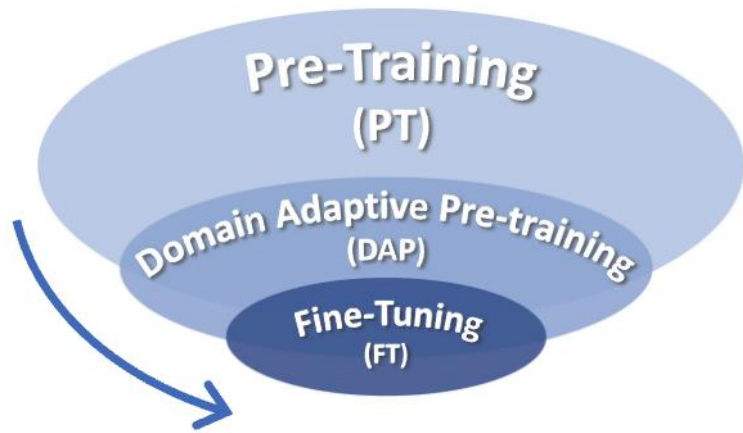 Pre-Training
(PT)
Domain Adaptive Pre-training
(DAP)
Fine-Tuning
(FT)